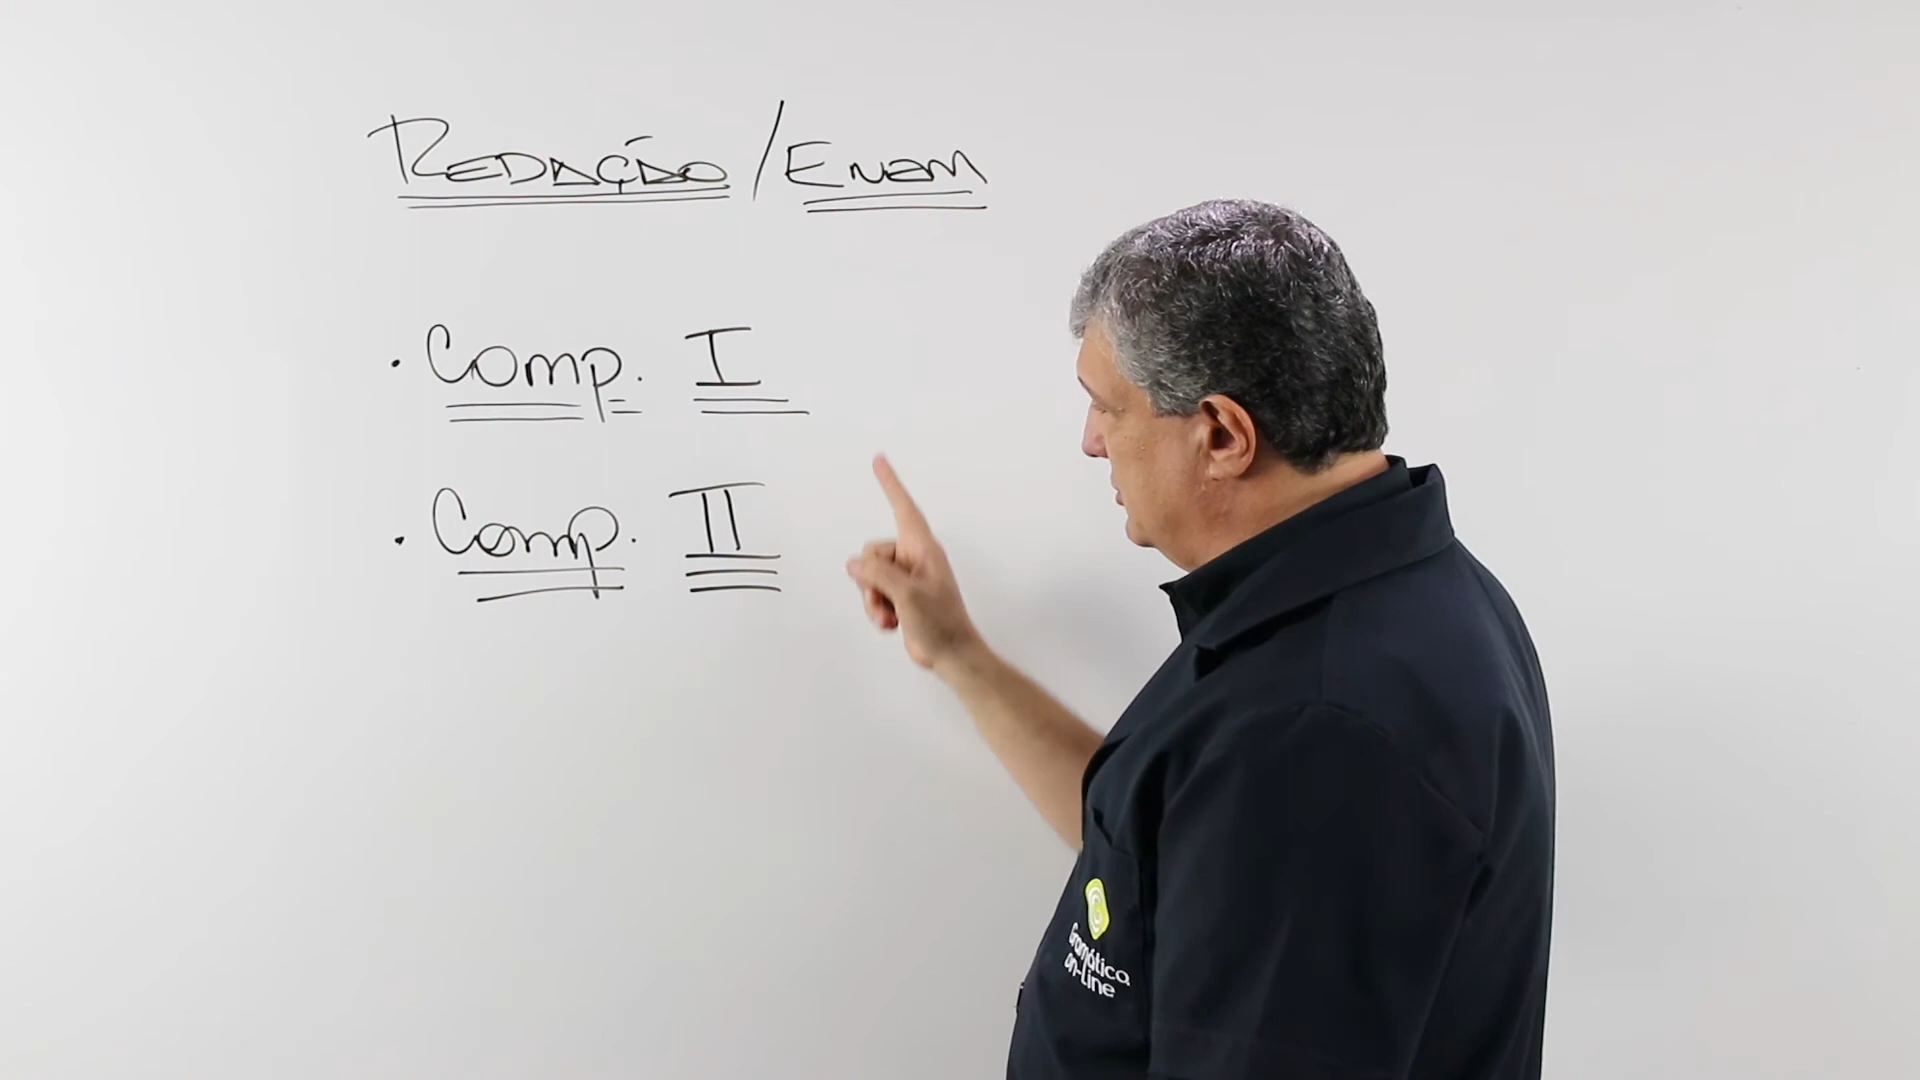 REDAÇÃO / ENEM
• Comp. I
• Comp. II
Gramática
on-line